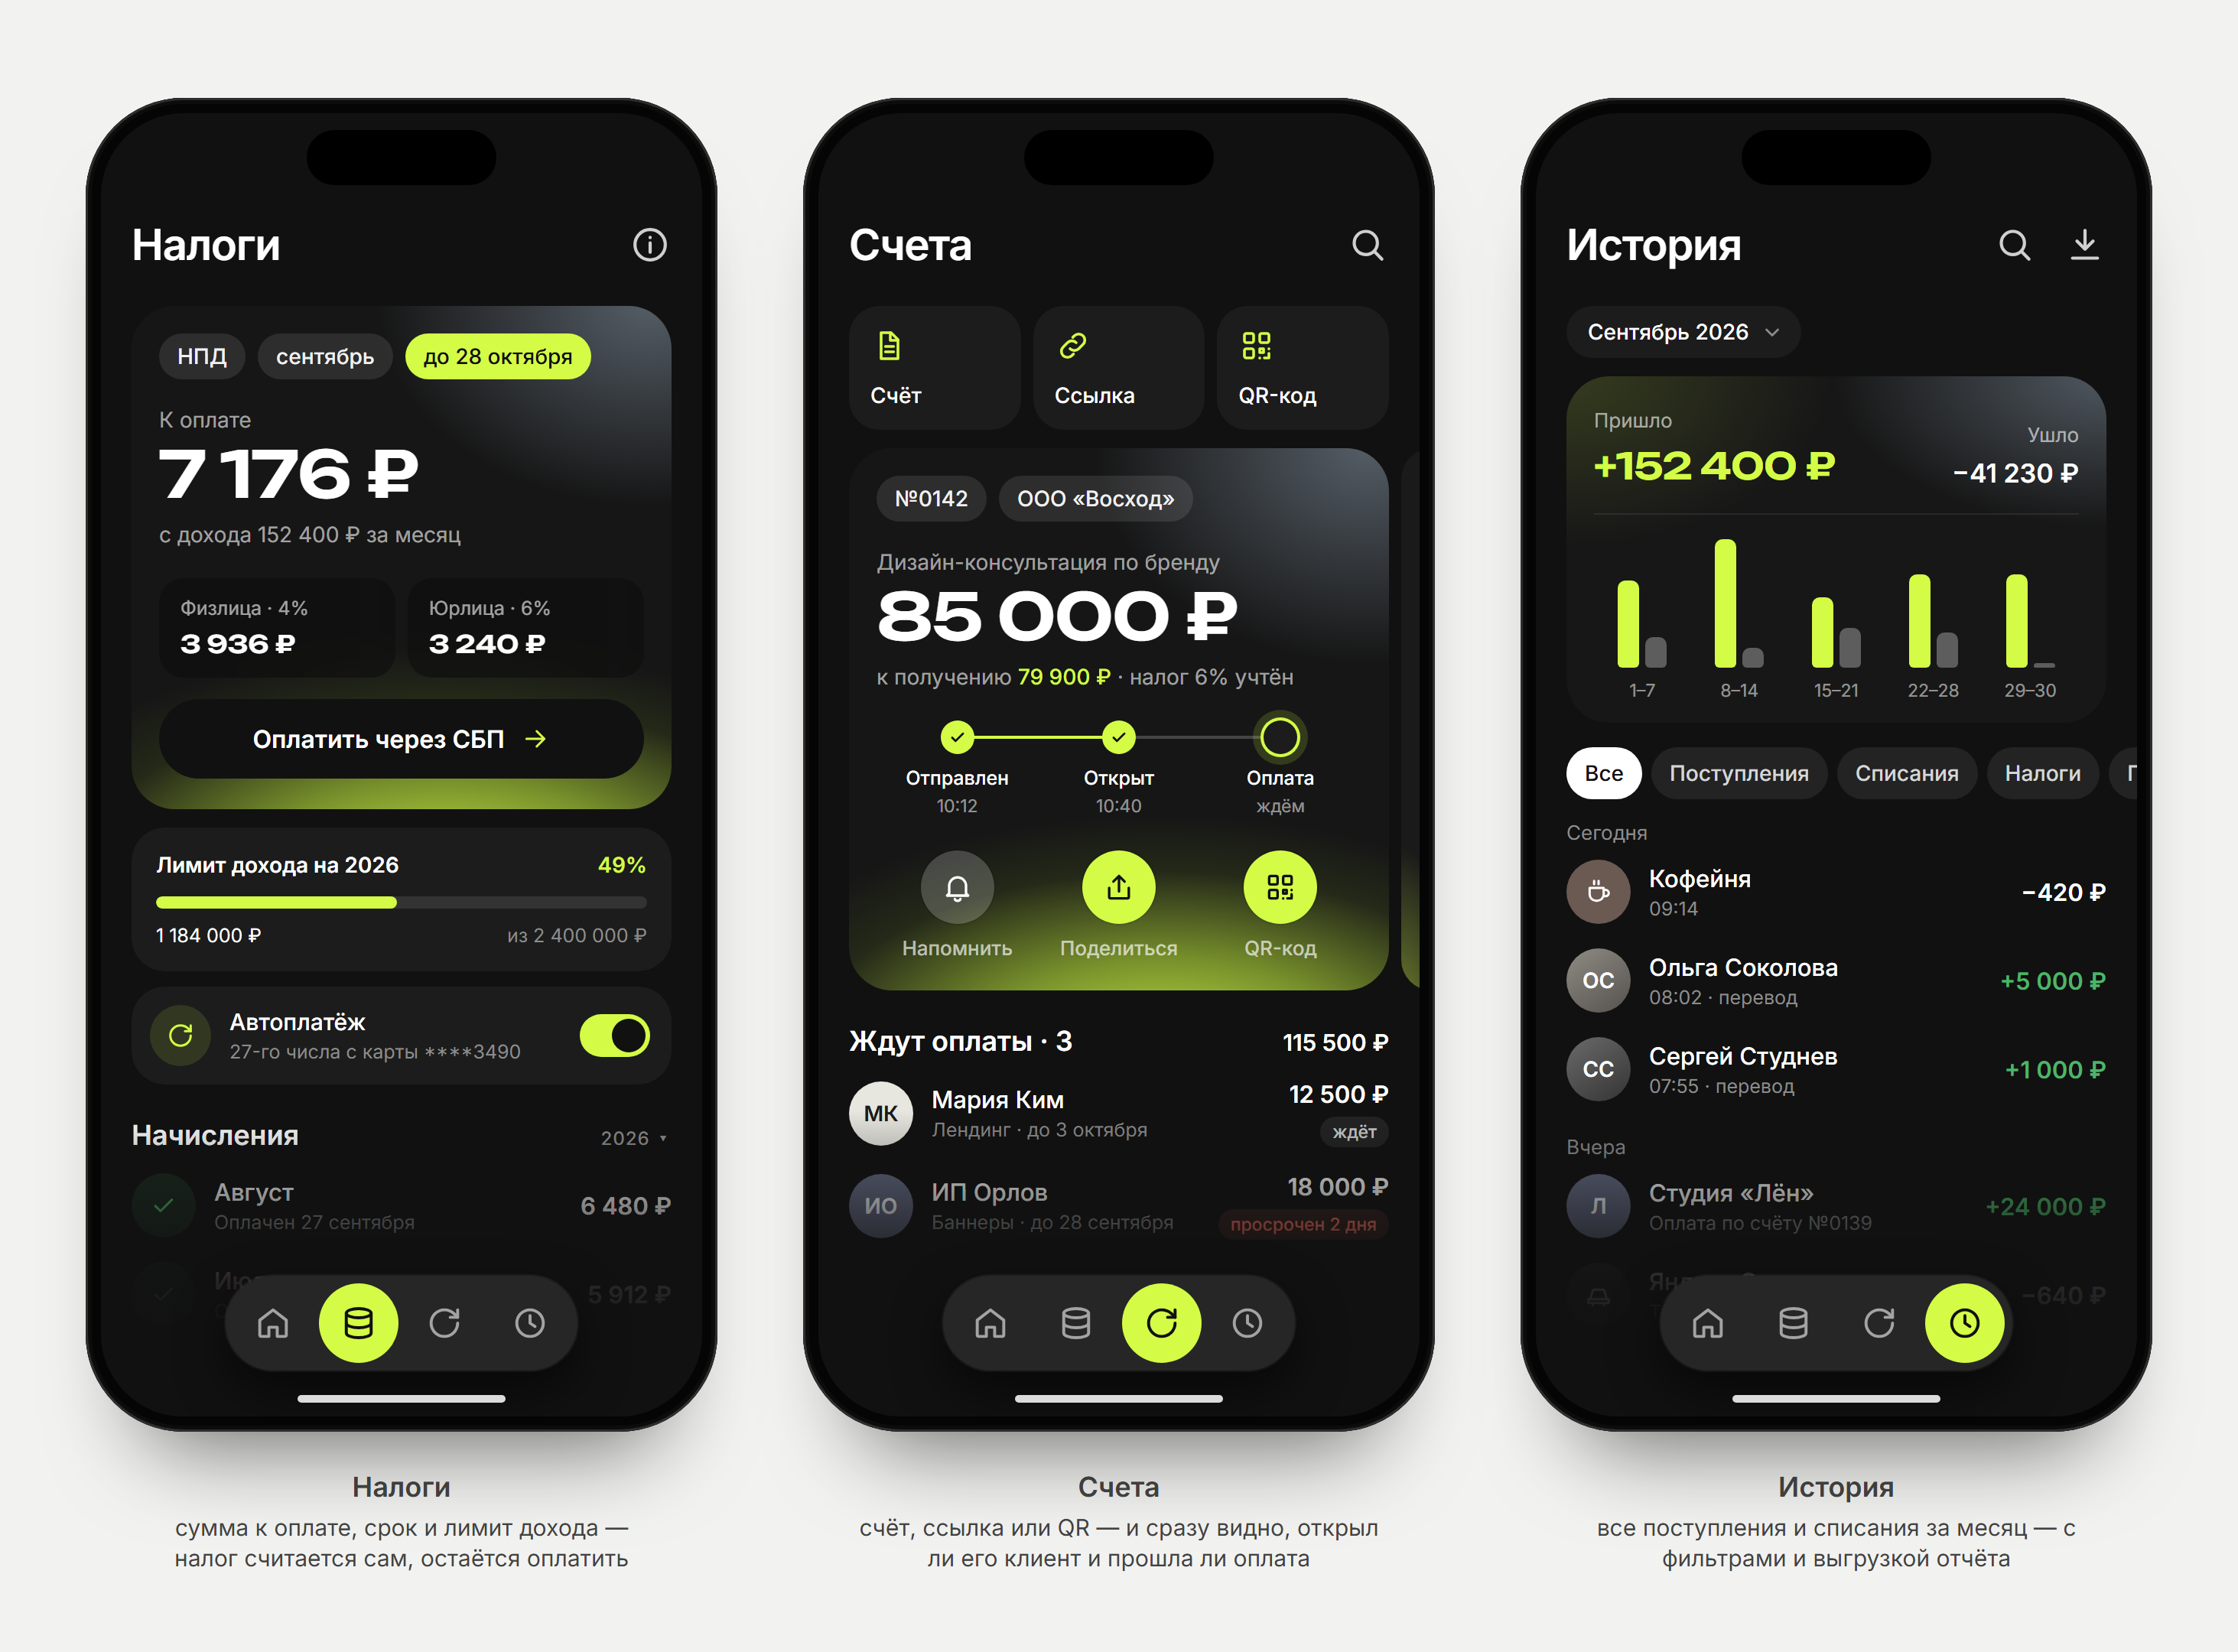 Налоги
НПД
сентябрь
до 28 октября
К оплате
7 176 ₽
с дохода 152 400 ₽ за месяц
Физлица · 4%
3 936 ₽
Юрлица · 6%
3 240 ₽
Оплатить через СБП →
Лимит дохода на 2026
49%
1 184 000 ₽
из 2 400 000 ₽
Автоплатёж
27-го числа с карты ****3490
Начисления
2026
Август
Оплачен 27 сентября
6 480 ₽
5 912 ₽
Налоги
сумма к оплате, срок и лимит дохода —
налог считается сам, остаётся оплатить
Счета
Счёт
Ссылка
QR-код
№0142
ООО «Восход»
Дизайн-консультация по бренду
85 000 ₽
к получению 79 900 ₽ · налог 6% учтён
Отправлен
10:12
Открыт
10:40
Оплата
ждём
Напомнить
Поделиться
QR-код
Ждут оплаты · 3
115 500 ₽
МК
Мария Ким
Лендинг · до 3 октября
12 500 ₽
ждёт
ИО
ИП Орлов
Баннеры · до 28 сентября
18 000 ₽
просрочен 2 дня
Счета
счёт, ссылка или QR — и сразу видно, открыл
ли его клиент и прошла ли оплата
История
Сентябрь 2026
Пришло
+152 400 ₽
Ушло
−41 230 ₽
1–7
8–14
15–21
22–28
29–30
Все
Поступления
Списания
Налоги
Сегодня
Кофейня
09:14
−420 ₽
ОС
Ольга Соколова
08:02 · перевод
+5 000 ₽
СС
Сергей Студнев
07:55 · перевод
+1 000 ₽
Вчера
Л
Студия «Лён»
Оплата по счёту №0139
+24 000 ₽
−640 ₽
История
все поступления и списания за месяц — с
фильтрами и выгрузкой отчёта